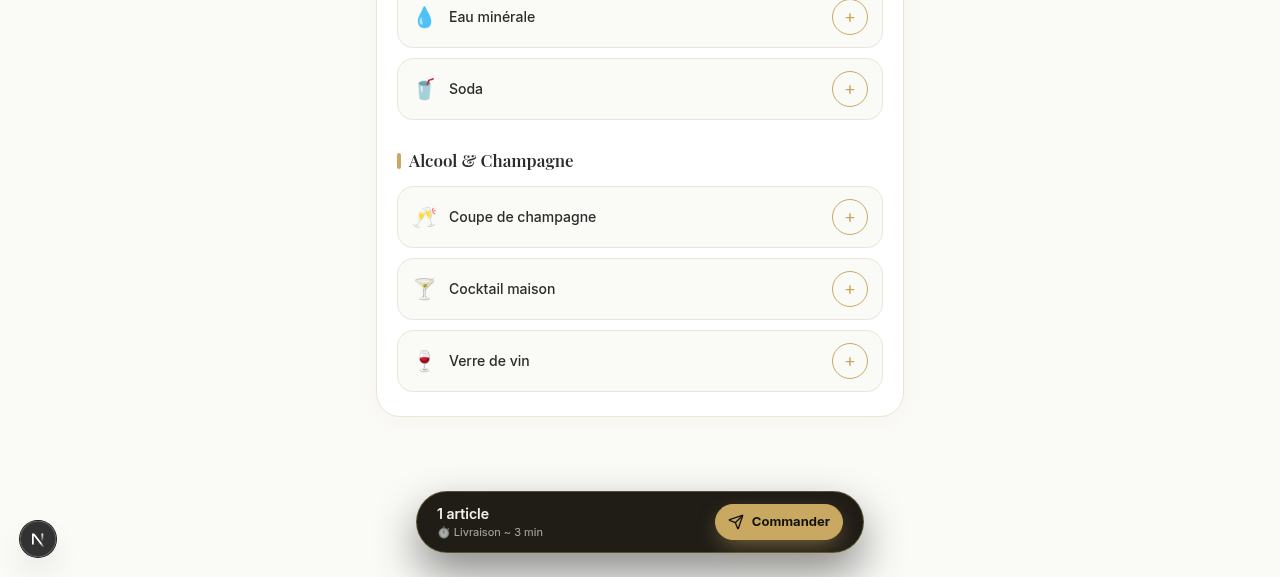 Eau minérale
+
Soda
+
Alcool & Champagne
Coupe de champagne
+
Cocktail maison
+
Verre de vin
+
1 article
⏱️ Livraison ~ 3 min
Commander
N